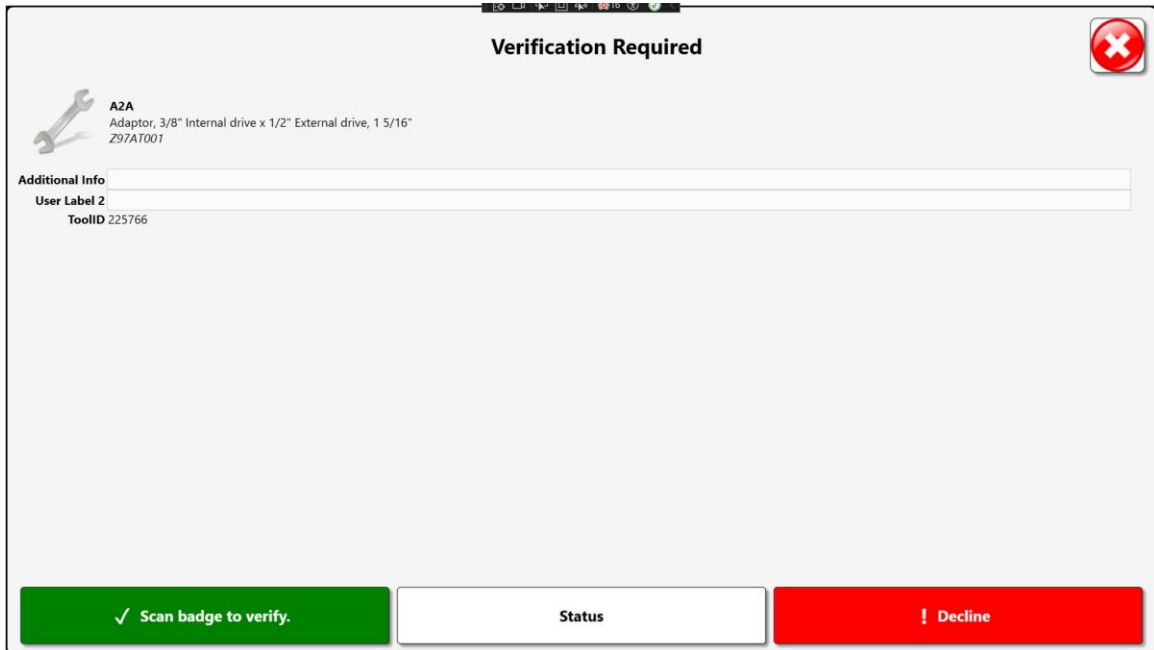 16
Verification Required
A2A
Adaptor, 3/8" Internal drive x 1/2" External drive, 1 5/16"
Z97AT001
Additional Info
User Label 2
ToolID 225766
✓ Scan badge to verify.
Status
! Decline